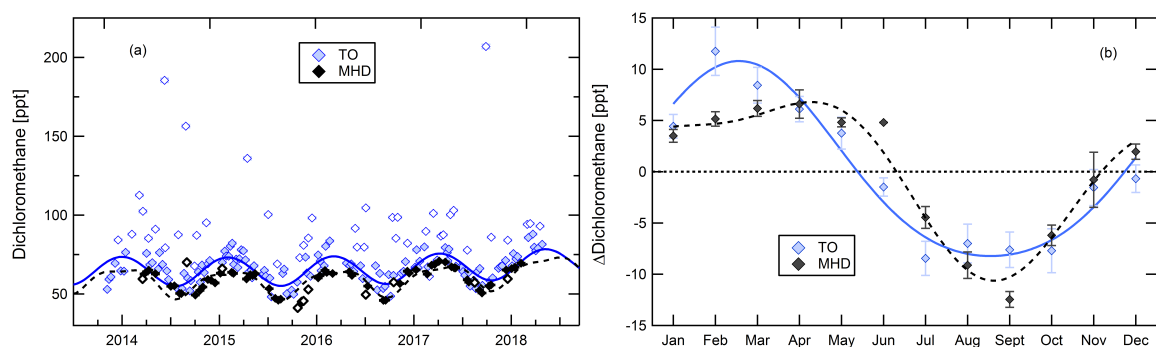 (a)
TO
MHD
Dichloromethane [ppt]
200
150
100
50
2014 2015 2016 2017 2018
(b)
TO
MHD
ΔDichloromethane [ppt]
15
10
5
0
-5
-10
-15
Jan Feb Mar Apr May Jun Jul Aug Sept Oct Nov Dec